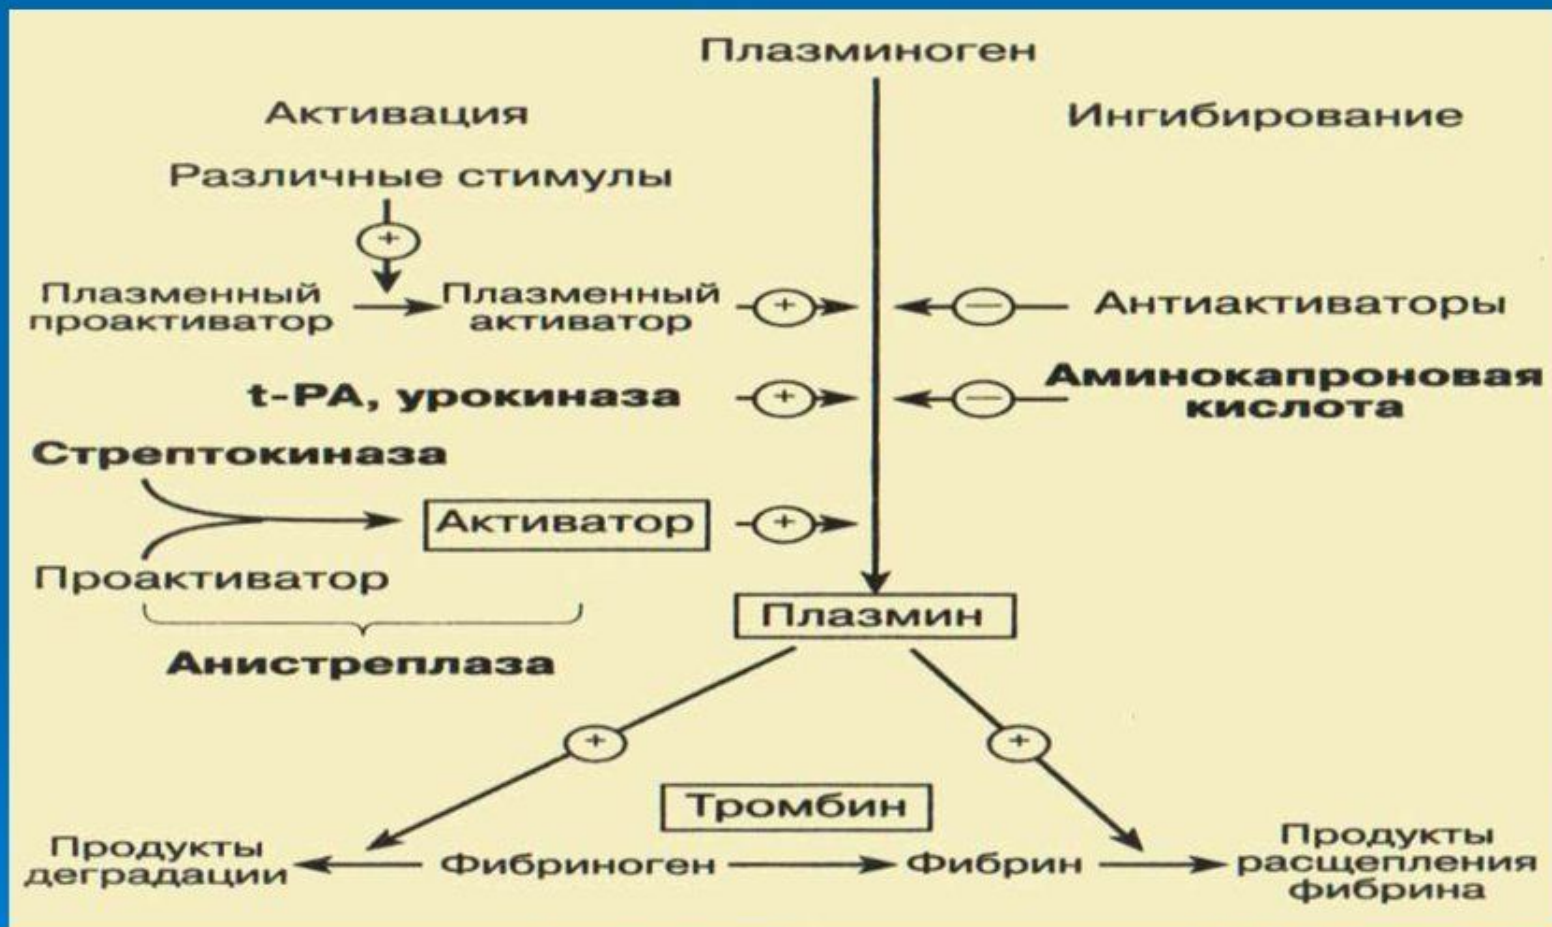 Плазминоген
Активация
Ингибирование
Различные стимулы
+
Плазменный
проактиватор
Плазменный
активатор
+
−
Антиактиваторы
t-PA, урокиназа
+
−
Аминокапроновая
кислота
Стрептокиназа
Активатор
+
Проактиватор
Плазмин
Анистреплаза
+
+
Тромбин
Продукты
деградации
Фибриноген
Фибрин
Продукты
расщепления
фибрина